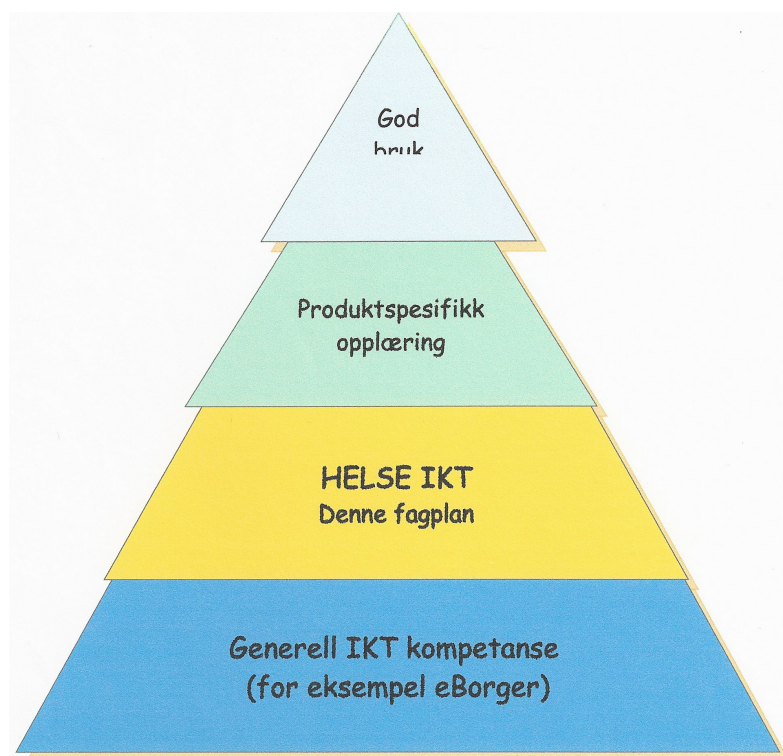 God
bruk
Produktspesifikk
opplæring
HELSE IKT
Denne fagplan
Generell IKT kompetanse
(for eksempel eBorger)